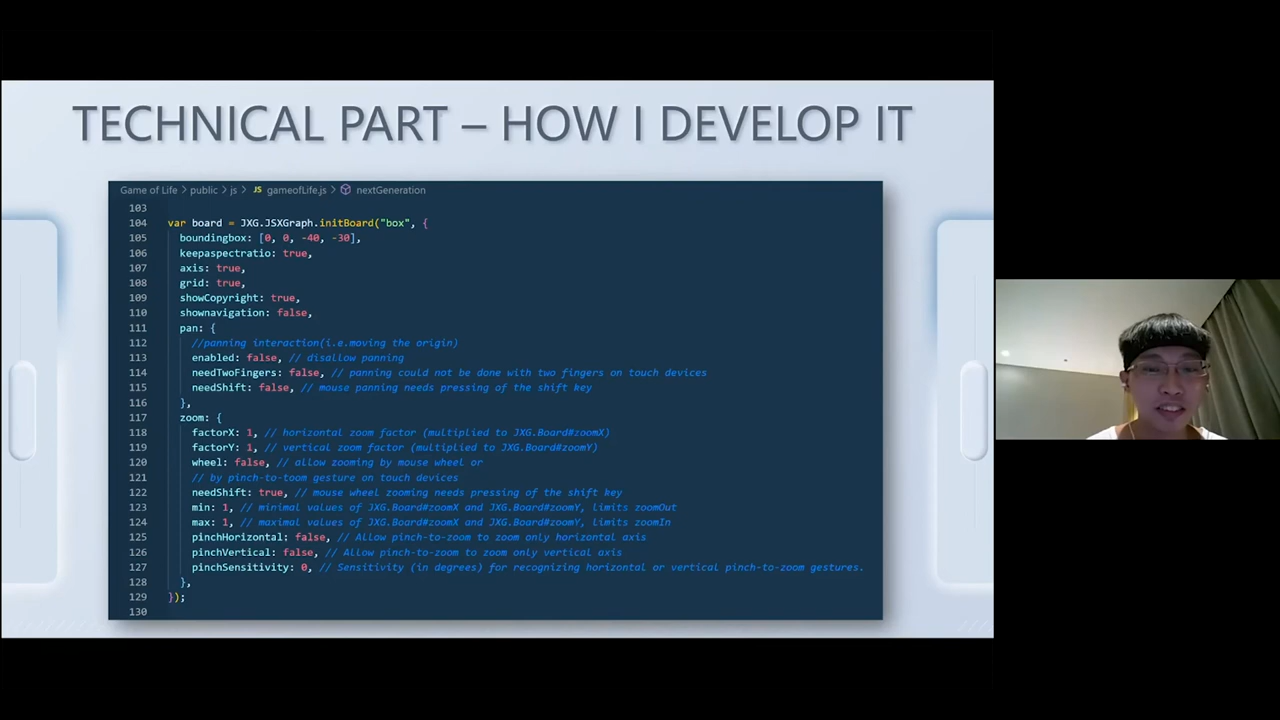 TECHNICAL PART – HOW I DEVELOP IT
Game of Life > public > js > JS gameofLife.js > nextGeneration
103
104 var board = JXG.JSXGraph.initBoard("box", {
105 boundingbox: [0, 0, -40, -30],
106 keepaspectratio: true,
107 axis: true,
108 grid: true,
109 showCopyright: true,
110 shownavigation: false,
111 pan: {
112 //panning interaction(i.e.moving the origin)
113 enabled: false, // disallow panning
114 needTwoFingers: false, // panning could not be done with two fingers on touch devices
115 needShift: false, // mouse panning needs pressing of the shift key
116 },
117 zoom: {
118 factorX: 1, // horizontal zoom factor (multiplied to JXG.Board#zoomX)
119 factorY: 1, // vertical zoom factor (multiplied to JXG.Board#zoomY)
120 wheel: false, // allow zooming by mouse wheel or
121 // by pinch-to-toom gesture on touch devices
122 needShift: true, // mouse wheel zooming needs pressing of the shift key
123 min: 1, // minimal values of JXG.Board#zoomX and JXG.Board#zoomY, limits zoomOut
124 max: 1, // maximal values of JXG.Board#zoomX and JXG.Board#zoomY, limits zoomIn
125 pinchHorizontal: false, // Allow pinch-to-zoom to zoom only horizontal axis
126 pinchVertical: false, // Allow pinch-to-zoom to zoom only vertical axis
127 pinchSensitivity: 0, // Sensitivity (in degrees) for recognizing horizontal or vertical pinch-to-zoom gestures.
128 },
129 });
130